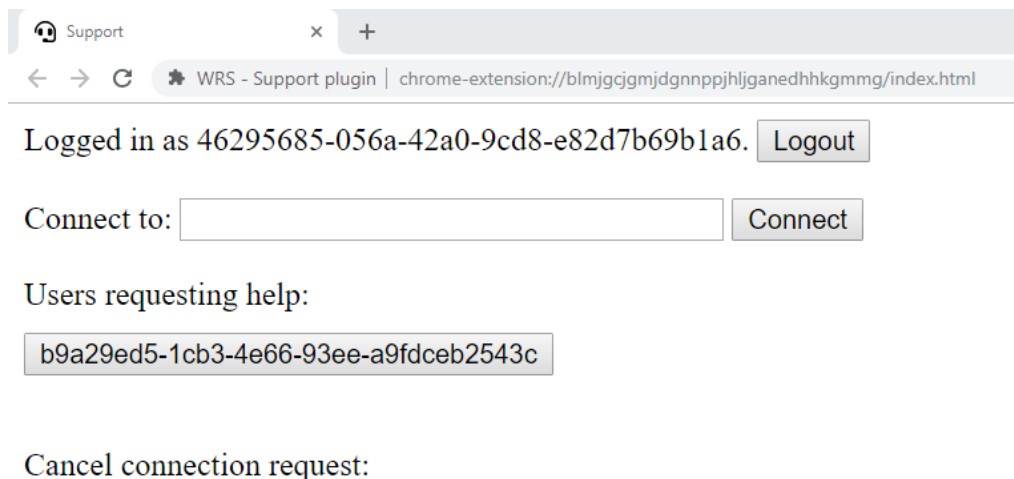 Support
WRS - Support plugin | chrome-extension://blmjgcjgmjdgnnppjhljganedhhkgmmg/index.html
Logged in as 46295685-056a-42a0-9cd8-e82d7b69b1a6. Logout
Connect to: Connect
Users requesting help:
b9a29ed5-1cb3-4e66-93ee-a9fdceb2543c
Cancel connection request: